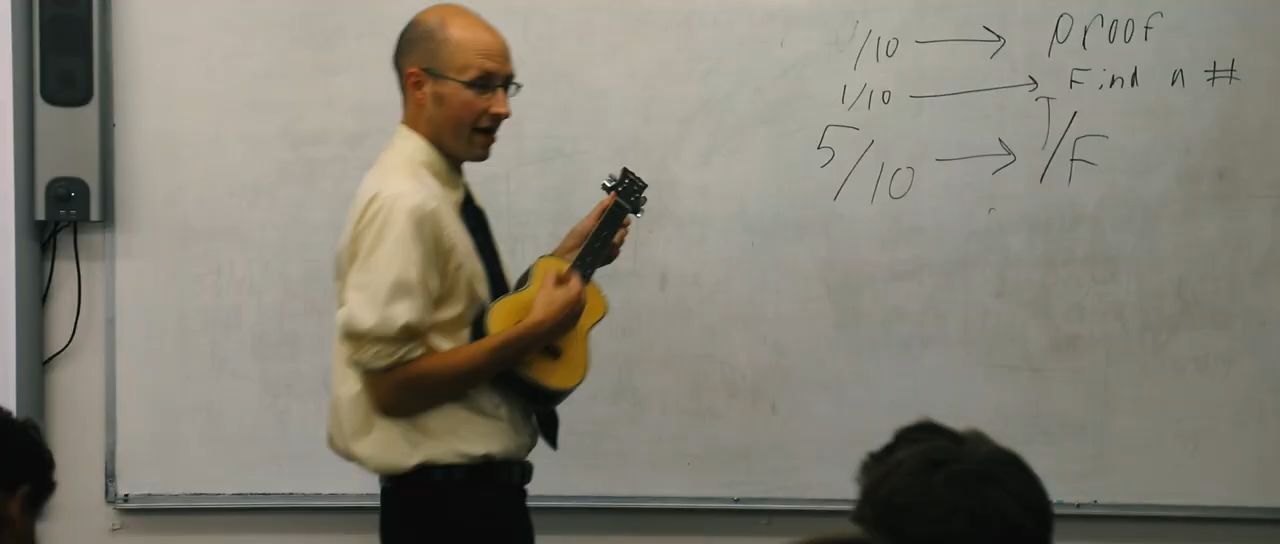 1/10 → Proof
1/10 → Find a #
5/10 → T/F